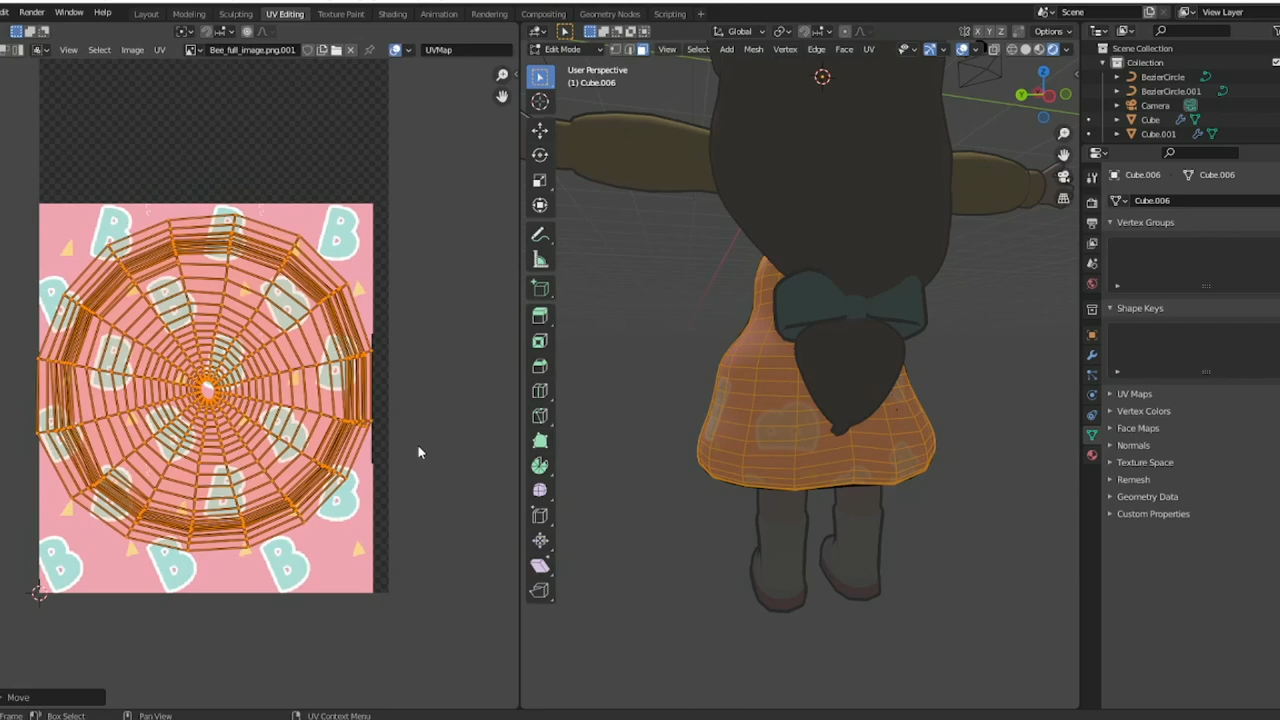 Render Window Help Layout Modeling Sculpting UV Editing Texture Paint Shading Animation Rendering Compositing Geometry Nodes Scripting + Scene View Layer
Global Options
View Select Image UV Bee_full_image.png.001 UVMap Edit Mode View Select Add Mesh Vertex Edge Face UV
X Y Z
Scene Collection
Collection
BezierCircle
BezierCircle.001
Camera
Cube
Cube.001
User Perspective
(1) Cube.006
Z
Y
Cube.006 Cube.006
Cube.006
Vertex Groups
Shape Keys
UV Maps
Vertex Colors
Face Maps
Normals
Texture Space
Remesh
Geometry Data
Custom Properties
B B B
B B B
B B
B B
B B B
B B B
Move
Frame Box Select Pan View UV Context Menu